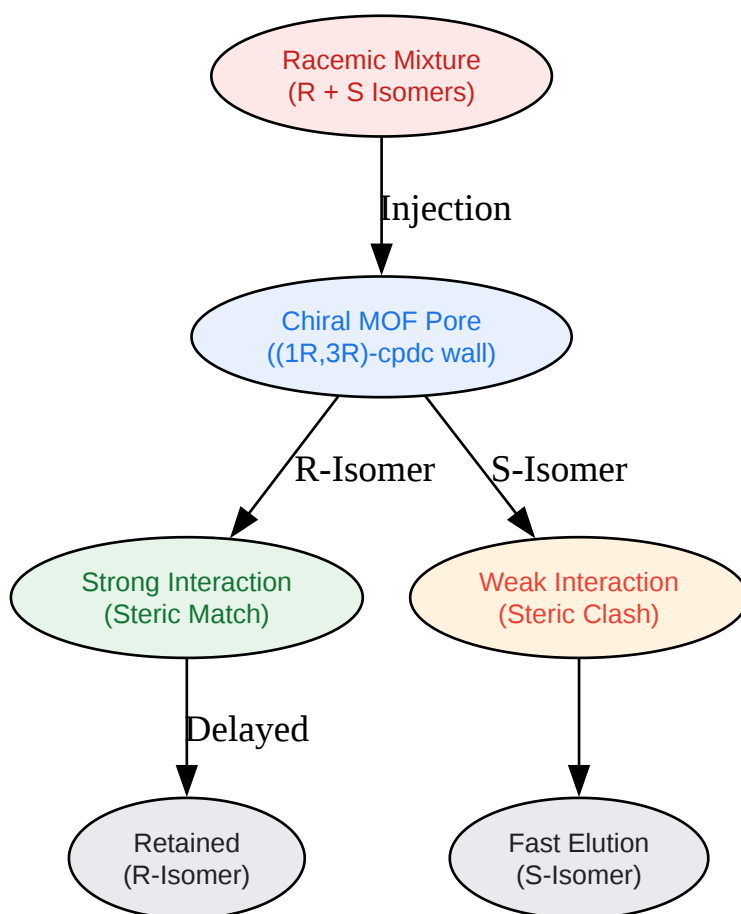 Racemic Mixture
(R + S Isomers)
Injection
Chiral MOF Pore
((1R,3R)-cpdc wall)
R-Isomer
S-Isomer
Strong Interaction
(Steric Match)
Weak Interaction
(Steric Clash)
Delayed
Retained
(R-Isomer)
Fast Elution
(S-Isomer)